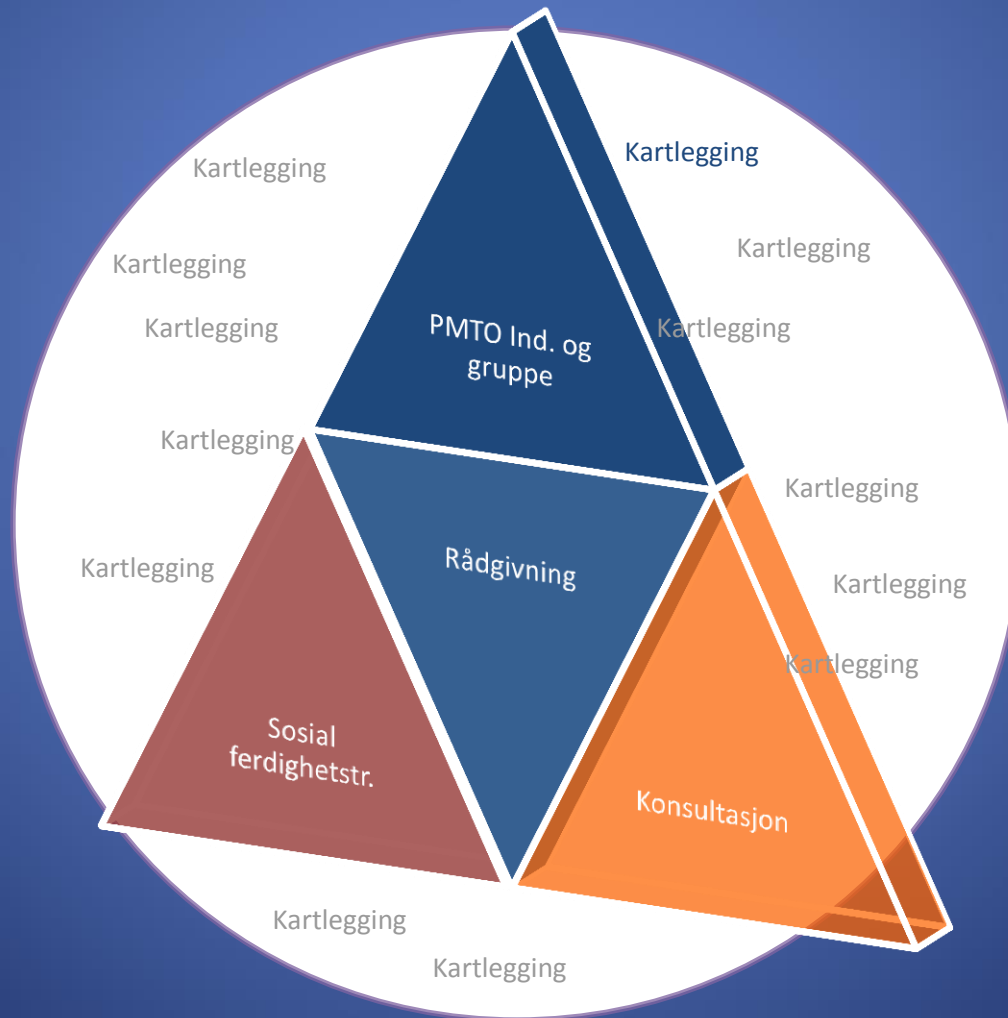 Kartlegging
Kartlegging
Kartlegging
Kartlegging
Kartlegging
Kartlegging
PMTO Ind. og
gruppe
Kartlegging
Kartlegging
Kartlegging
Rådgivning
Kartlegging
Kartlegging
Sosial
ferdighetstr.
Konsultasjon
Kartlegging
Kartlegging